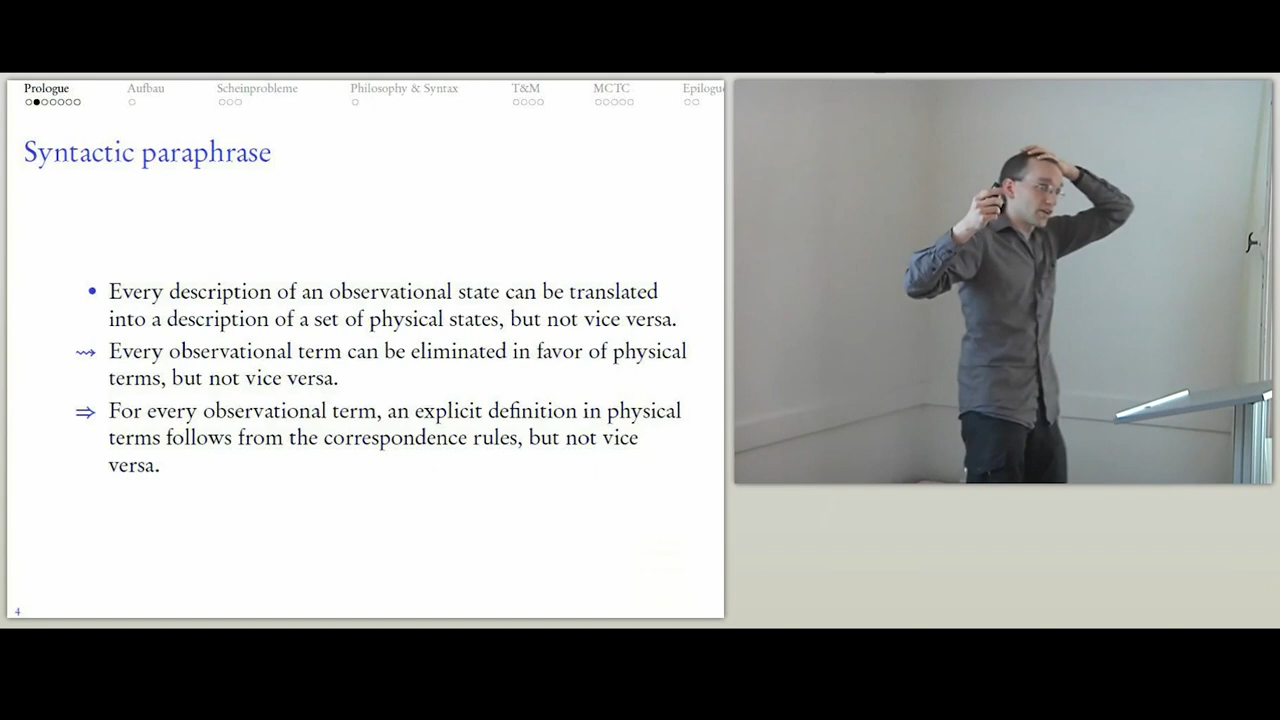 Prologue Aufbau Scheinprobleme Philosophy & Syntax T&M MCTC Epilogu
Syntactic paraphrase
• Every description of an observational state can be translated
into a description of a set of physical states, but not vice versa.
⇝ Every observational term can be eliminated in favor of physical
terms, but not vice versa.
⇒ For every observational term, an explicit definition in physical
terms follows from the correspondence rules, but not vice
versa.
4